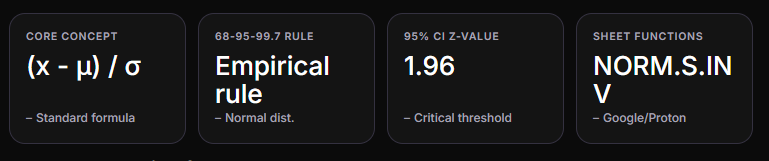 CORE CONCEPT
(x - μ) / σ
– Standard formula
68-95-99.7 RULE
Empirical
rule
– Normal dist.
95% CI Z-VALUE
1.96
– Critical threshold
SHEET FUNCTIONS
NORM.S.IN
V
– Google/Proton